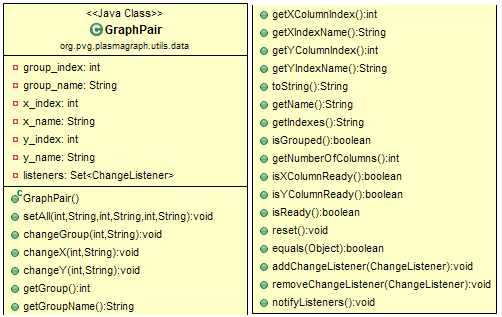 <<Java Class>>
GraphPair
org.pvg.plasmagraph.utils.data
group_index: int
group_name: String
x_index: int
x_name: String
y_index: int
y_name: String
listeners: Set<ChangeListener>
GraphPair()
setAll(int,String,int,String,int,String):void
changeGroup(int,String):void
changeX(int,String):void
changeY(int,String):void
getGroup():int
getGroupName():String
getXColumnIndex():int
getXIndexName():String
getYColumnIndex():int
getYIndexName():String
toString():String
getName():String
getIndexes():String
isGrouped():boolean
getNumberOfColumns():int
isXColumnReady():boolean
isYColumnReady():boolean
isReady():boolean
reset():void
equals(Object):boolean
addChangeListener(ChangeListener):void
removeChangeListener(ChangeListener):void
notifyListeners():void